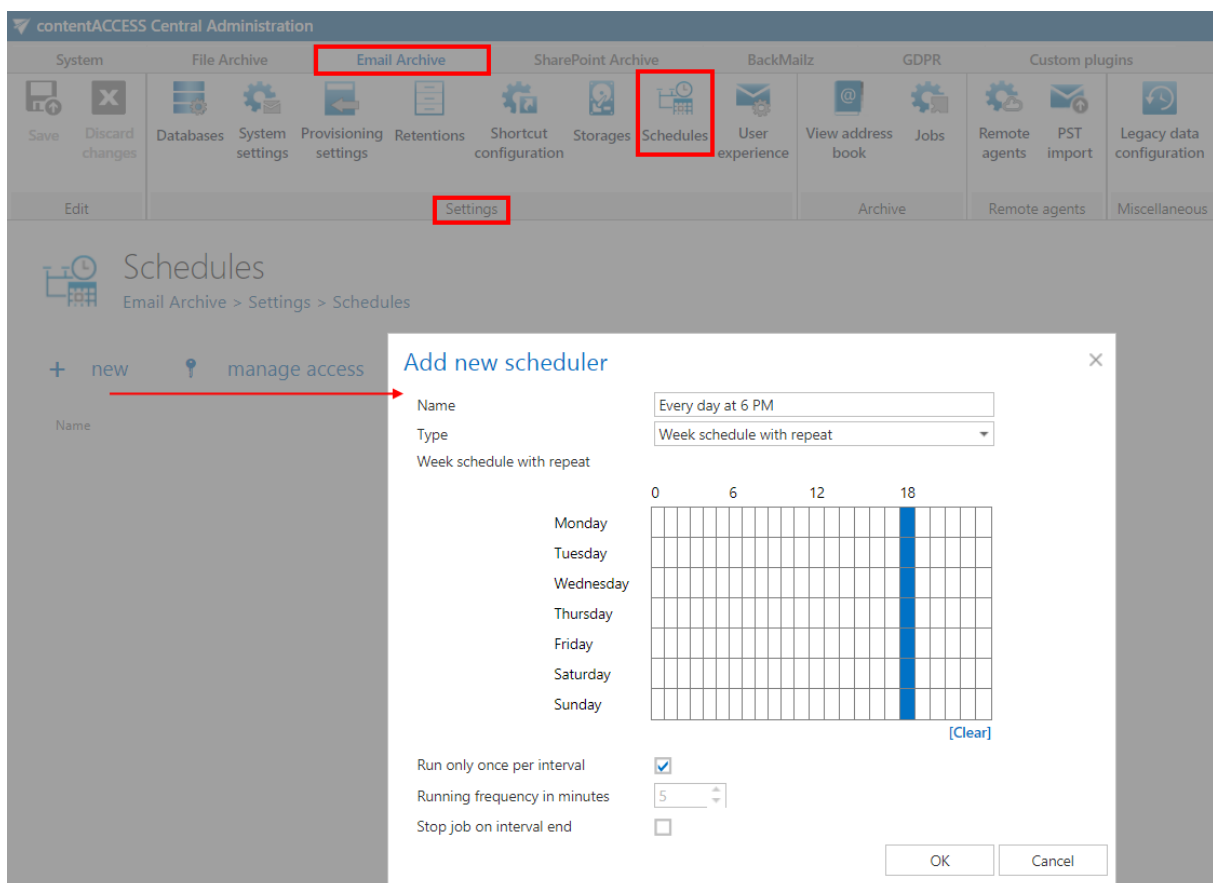 contentACCESS Central Administration
System File Archive Email Archive SharePoint Archive BackMailz GDPR Custom plugins
Save Discard changes Databases System settings Provisioning settings Retentions Shortcut configuration Storages Schedules User experience View address book Jobs Remote agents PST import Legacy data configuration
Edit Settings Archive Remote agents Miscellaneous
Schedules
Email Archive > Settings > Schedules
+ new manage access
Name
Add new scheduler
Name Every day at 6 PM
Type Week schedule with repeat
Week schedule with repeat
0 6 12 18
Monday
Tuesday
Wednesday
Thursday
Friday
Saturday
Sunday
[Clear]
Run only once per interval
Running frequency in minutes 5
Stop job on interval end
OK Cancel